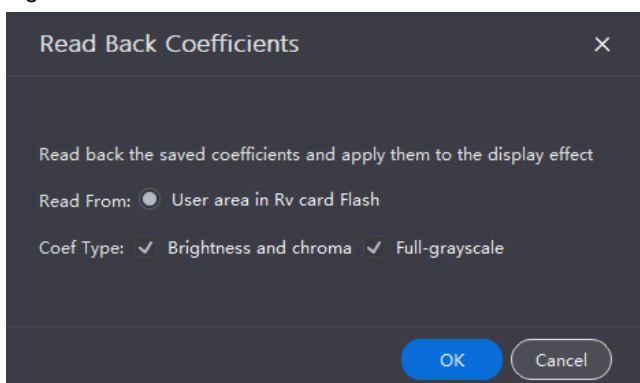 Read Back Coefficients
Read back the saved coefficients and apply them to the display effect
Read From: User area in Rv card Flash
Coef Type: Brightness and chroma Full-grayscale
OK Cancel